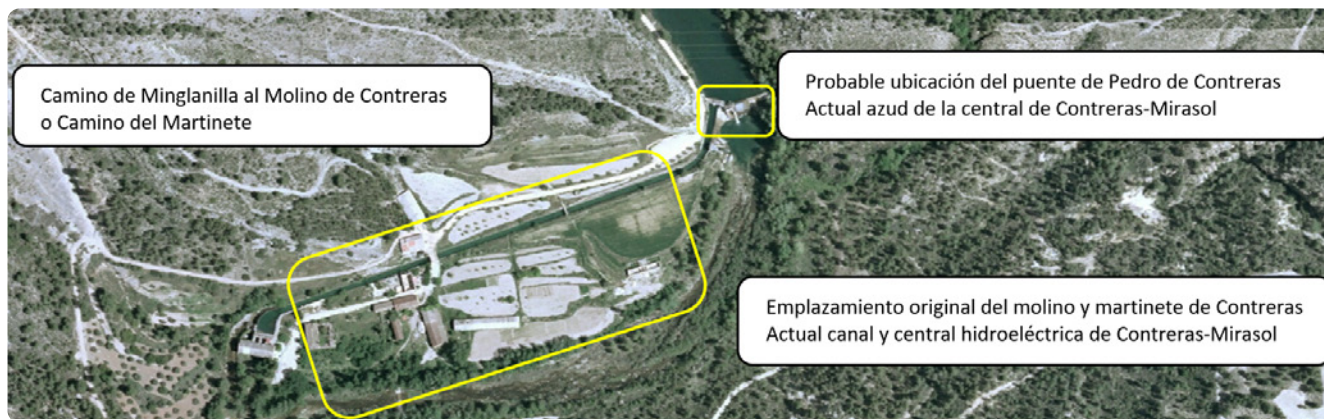 Camino de Minglanilla al Molino de Contreras
o Camino del Martinete
Probable ubicación del puente de Pedro de Contreras
Actual azud de la central de Contreras-Mirasol
Emplazamiento original del molino y martinete de Contreras
Actual canal y central hidroeléctrica de Contreras-Mirasol